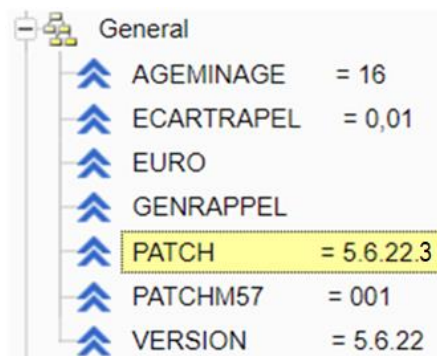 General
AGEMINAGE = 16
ECARTRAPEL = 0,01
EURO
GENRAPPEL
PATCH = 5.6.22.3
PATCHM57 = 001
VERSION = 5.6.22